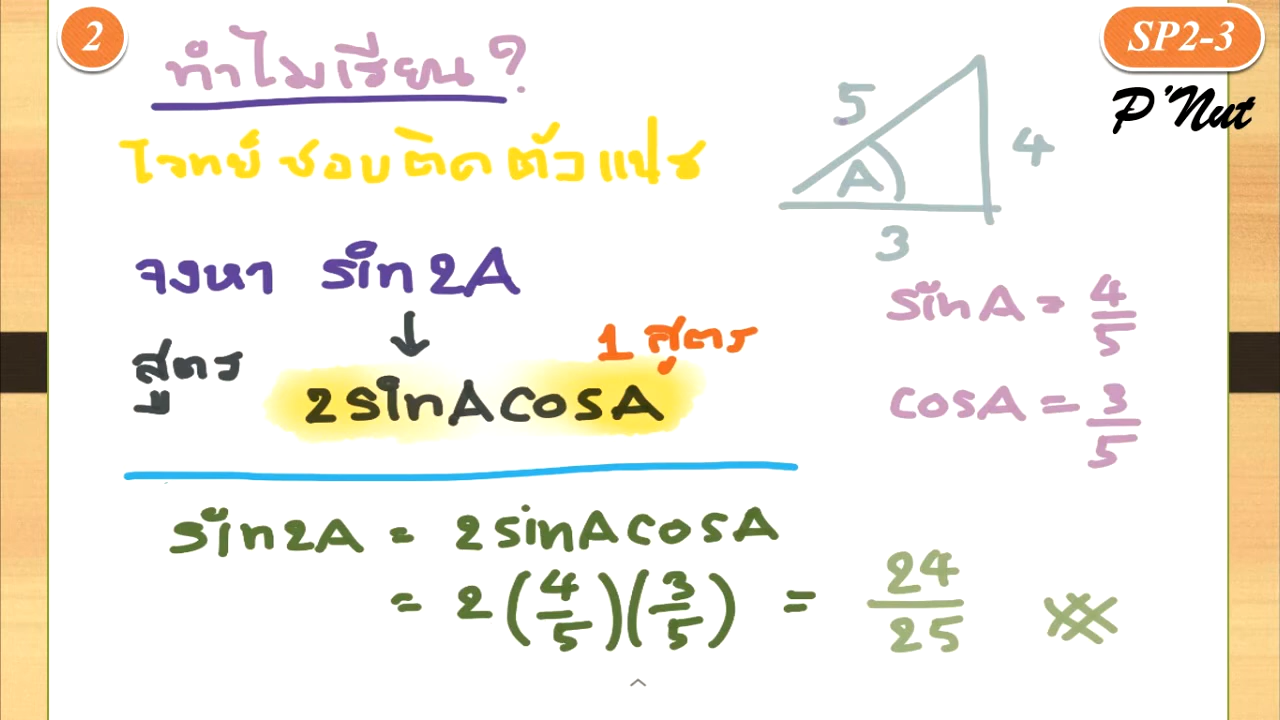 2
SP2-3
P'Nut
ทำไมเรียน?
โจทย์ ชอบ ติด ตัวแปร
5
A
4
3
จงหา sin2A
↓
สูตร
1 สูตร
2sinAcosA
sinA = 4/5
cosA = 3/5
sin2A = 2sinAcosA
= 2(4/5)(3/5) = 24/25